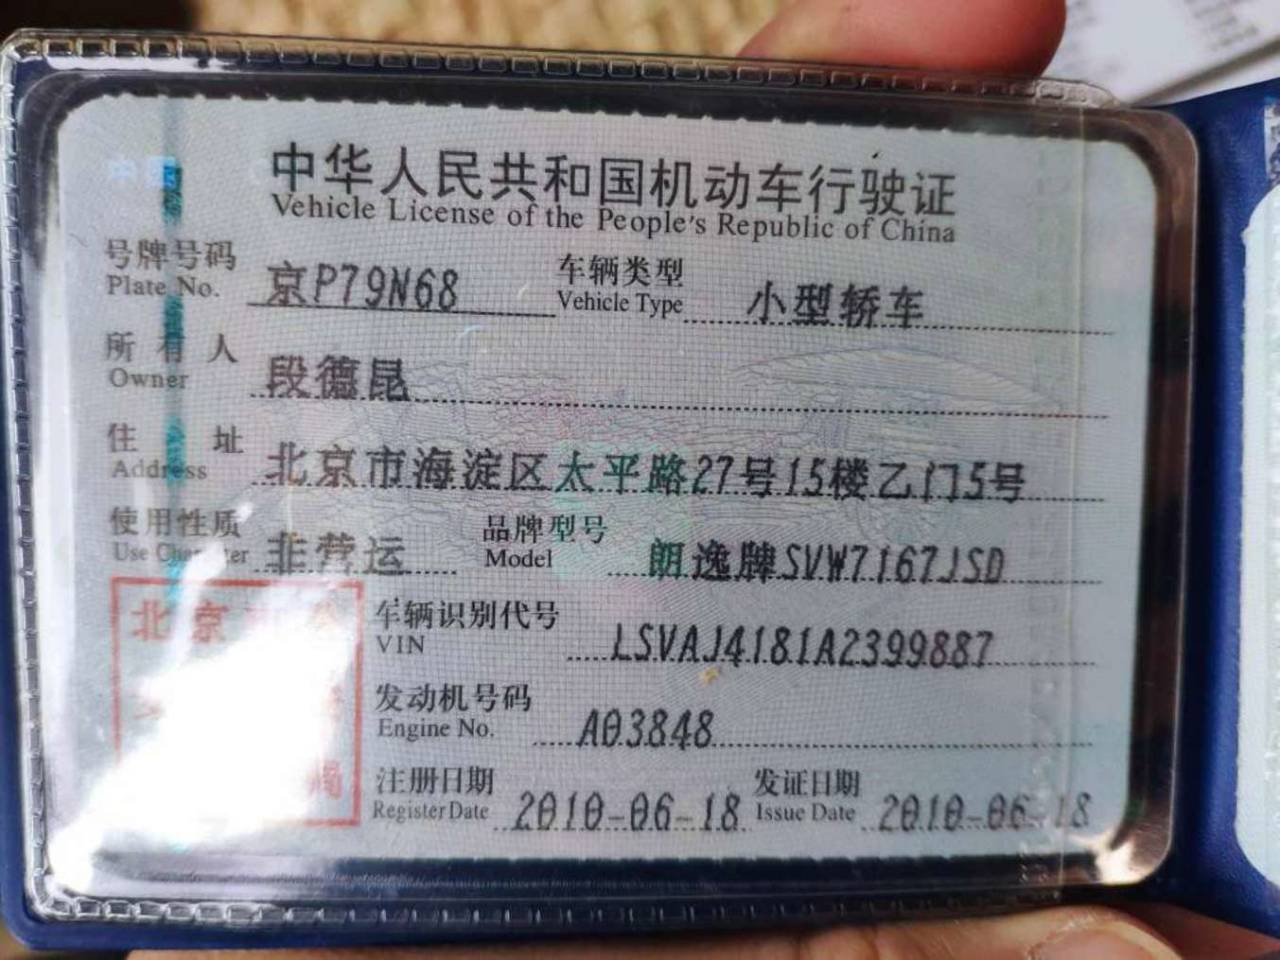 中华人民共和国机动车行驶证
Vehicle License of the People's Republic of China
号牌号码 京P79N68 车辆类型 小型轿车
Plate No. Vehicle Type
所有人 段德昆
Owner
住址 北京市海淀区太平路27号15楼乙门5号
Address
使用性质 非营运 品牌型号 朗逸牌SVW7167JSD
Use Character Model
车辆识别代号 LSVAJ4181A2399887
VIN
发动机号码 A03848
Engine No.
注册日期 2010-06-18 发证日期 2010-06-18
Register Date Issue Date
北京
局